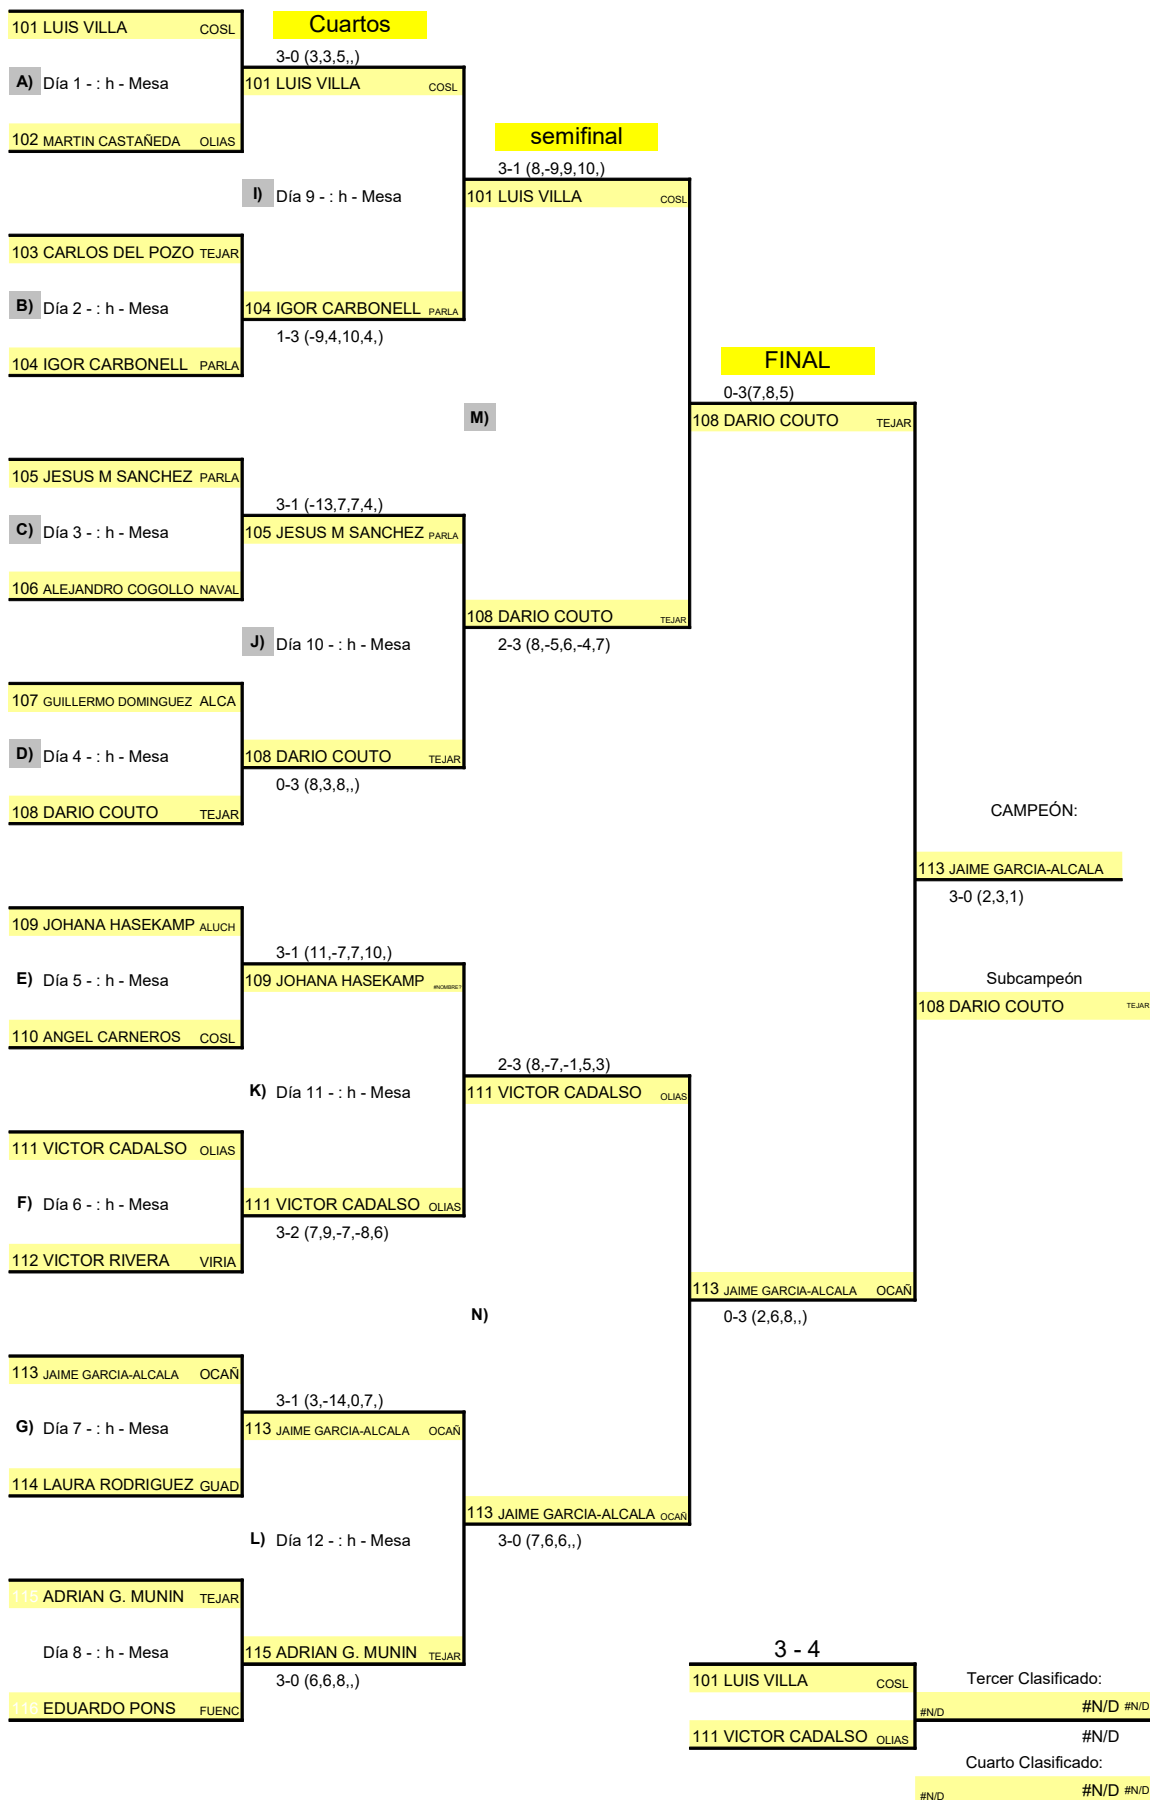 101 LUIS VILLA COSL
Cuartos
3-0 (3,3,5,,)
A) Día 1 - : h - Mesa
101 LUIS VILLA COSL
102 MARTIN CASTAÑEDA OLIAS
semifinal
3-1 (8,-9,9,10,)
I) Día 9 - : h - Mesa
101 LUIS VILLA COSL
103 CARLOS DEL POZO TEJAR
B) Día 2 - : h - Mesa
104 IGOR CARBONELL PARLA
1-3 (-9,4,10,4,)
104 IGOR CARBONELL PARLA
FINAL
0-3(7,8,5)
M)
108 DARIO COUTO TEJAR
105 JESUS M SANCHEZ PARLA
3-1 (-13,7,7,4,)
C) Día 3 - : h - Mesa
105 JESUS M SANCHEZ PARLA
106 ALEJANDRO COGOLLO NAVAL
108 DARIO COUTO TEJAR
J) Día 10 - : h - Mesa
2-3 (8,-5,6,-4,7)
107 GUILLERMO DOMINGUEZ ALCA
D) Día 4 - : h - Mesa
108 DARIO COUTO TEJAR
0-3 (8,3,8,,)
108 DARIO COUTO TEJAR
CAMPEÓN:
113 JAIME GARCIA-ALCALA
3-0 (2,3,1)
109 JOHANA HASEKAMP ALUCH
3-1 (11,-7,7,10,)
E) Día 5 - : h - Mesa
109 JOHANA HASEKAMP #NOMBRE?
Subcampeón
108 DARIO COUTO TEJAR
110 ANGEL CARNEROS COSL
2-3 (8,-7,-1,5,3)
K) Día 11 - : h - Mesa
111 VICTOR CADALSO OLIAS
111 VICTOR CADALSO OLIAS
F) Día 6 - : h - Mesa
111 VICTOR CADALSO OLIAS
3-2 (7,9,-7,-8,6)
112 VICTOR RIVERA VIRIA
113 JAIME GARCIA-ALCALA OCAÑ
N)
0-3 (2,6,8,,)
113 JAIME GARCIA-ALCALA OCAÑ
3-1 (3,-14,0,7,)
G) Día 7 - : h - Mesa
113 JAIME GARCIA-ALCALA OCAÑ
114 LAURA RODRIGUEZ GUAD
113 JAIME GARCIA-ALCALA OCAÑ
L) Día 12 - : h - Mesa
3-0 (7,6,6,,)
115 ADRIAN G. MUNIN TEJAR
Día 8 - : h - Mesa
115 ADRIAN G. MUNIN TEJAR
3-0 (6,6,8,,)
116 EDUARDO PONS FUENC
3 - 4
101 LUIS VILLA COSL
Tercer Clasificado:
#N/D #N/D #N/D
111 VICTOR CADALSO OLIAS
#N/D
Cuarto Clasificado:
#N/D #N/D #N/D